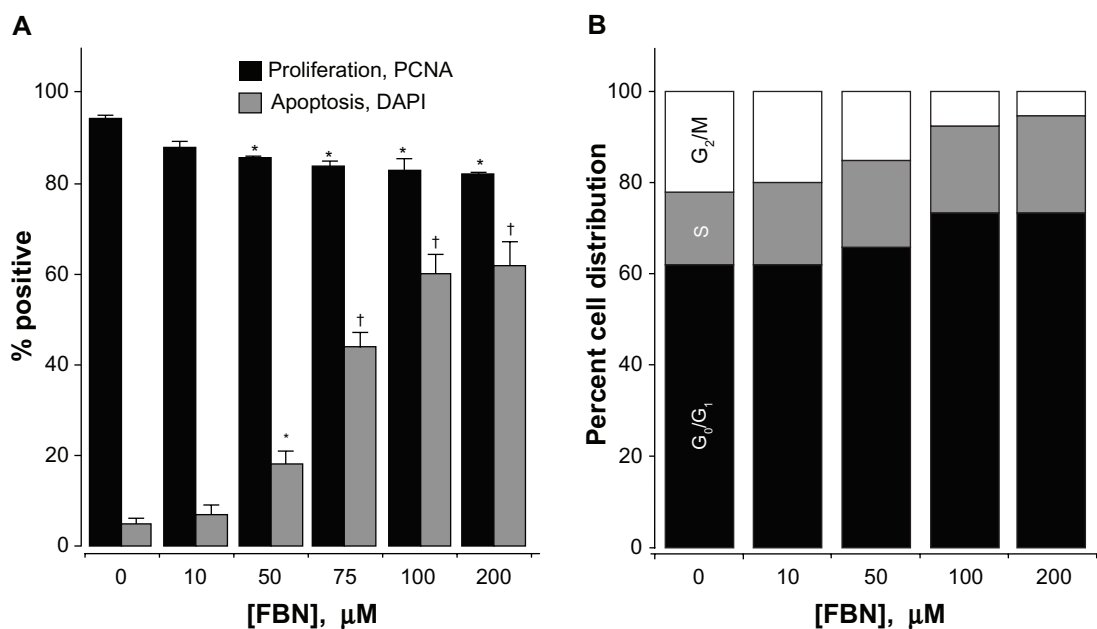 A
Proliferation, PCNA
Apoptosis, DAPI
% positive
100
80
60
40
20
0
*
*
*
*
*
†
†
†
0 10 50 75 100 200
[FBN], μM
B
Percent cell distribution
100
80
60
40
20
0
G2/M
S
G0/G1
0 10 50 100 200
[FBN], μM